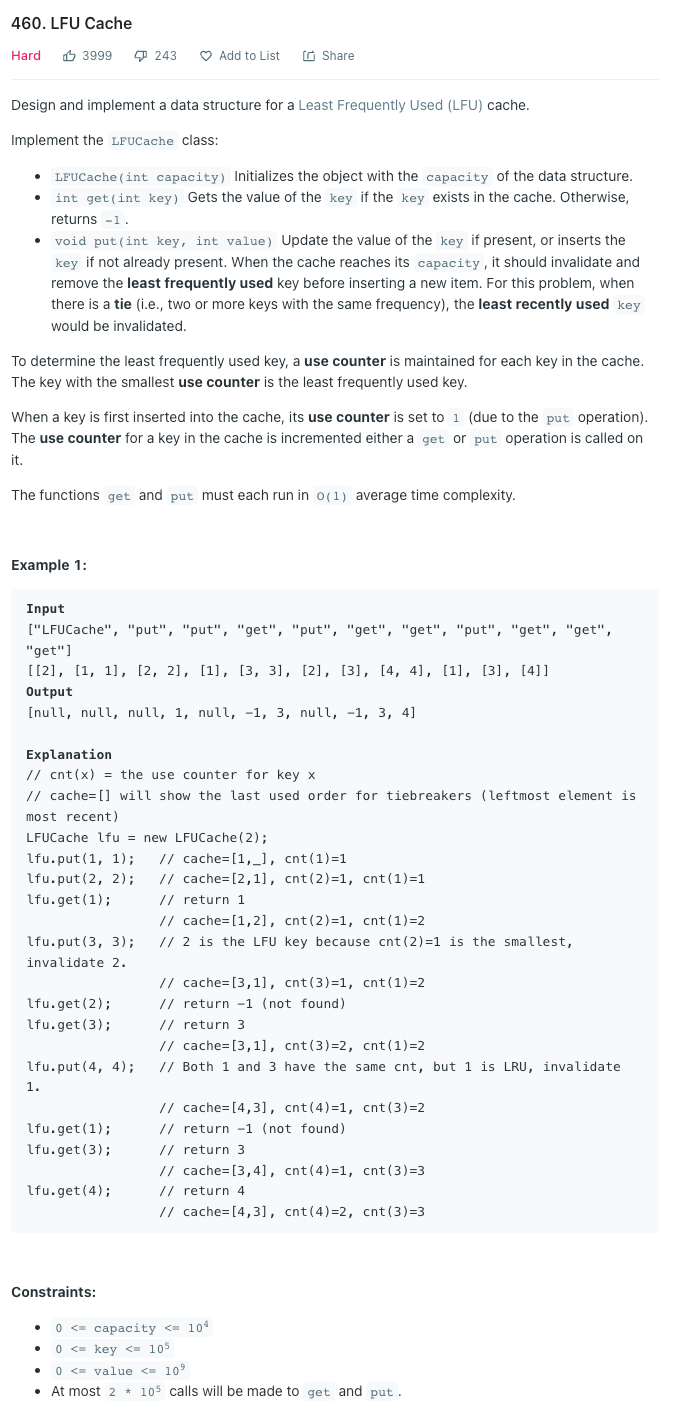 460. LFU Cache
Hard 3999 243 Add to List Share
Design and implement a data structure for a Least Frequently Used (LFU) cache.
Implement the LFUCache class:
• LFUCache(int capacity) Initializes the object with the capacity of the data structure.
• int get(int key) Gets the value of the key if the key exists in the cache. Otherwise,
returns -1.
• void put(int key, int value) Update the value of the key if present, or inserts the
key if not already present. When the cache reaches its capacity, it should invalidate and
remove the least frequently used key before inserting a new item. For this problem, when
there is a tie (i.e., two or more keys with the same frequency), the least recently used key
would be invalidated.
To determine the least frequently used key, a use counter is maintained for each key in the cache.
The key with the smallest use counter is the least frequently used key.
When a key is first inserted into the cache, its use counter is set to 1 (due to the put operation).
The use counter for a key in the cache is incremented either a get or put operation is called on
it.
The functions get and put must each run in O(1) average time complexity.
Example 1:
Input
["LFUCache", "put", "put", "get", "put", "get", "get", "put", "get", "get",
"get"]
[[2], [1, 1], [2, 2], [1], [3, 3], [2], [3], [4, 4], [1], [3], [4]]
Output
[null, null, null, 1, null, -1, 3, null, -1, 3, 4]
Explanation
// cnt(x) = the use counter for key x
// cache=[] will show the last used order for tiebreakers (leftmost element is
most recent)
LFUCache lfu = new LFUCache(2);
lfu.put(1, 1);   // cache=[1,_], cnt(1)=1
lfu.put(2, 2);   // cache=[2,1], cnt(2)=1, cnt(1)=1
lfu.get(1);      // return 1
// cache=[1,2], cnt(2)=1, cnt(1)=2
lfu.put(3, 3);   // 2 is the LFU key because cnt(2)=1 is the smallest,
invalidate 2.
// cache=[3,1], cnt(3)=1, cnt(1)=2
lfu.get(2);      // return -1 (not found)
lfu.get(3);      // return 3
// cache=[3,1], cnt(3)=2, cnt(1)=2
lfu.put(4, 4);   // Both 1 and 3 have the same cnt, but 1 is LRU, invalidate
1.
// cache=[4,3], cnt(4)=1, cnt(3)=2
lfu.get(1);      // return -1 (not found)
lfu.get(3);      // return 3
// cache=[3,4], cnt(4)=1, cnt(3)=3
lfu.get(4);      // return 4
// cache=[4,3], cnt(4)=2, cnt(3)=3
Constraints:
• 0 <= capacity <= 10⁴
• 0 <= key <= 10⁵
• 0 <= value <= 10⁹
• At most 2 * 10⁵ calls will be made to get and put.